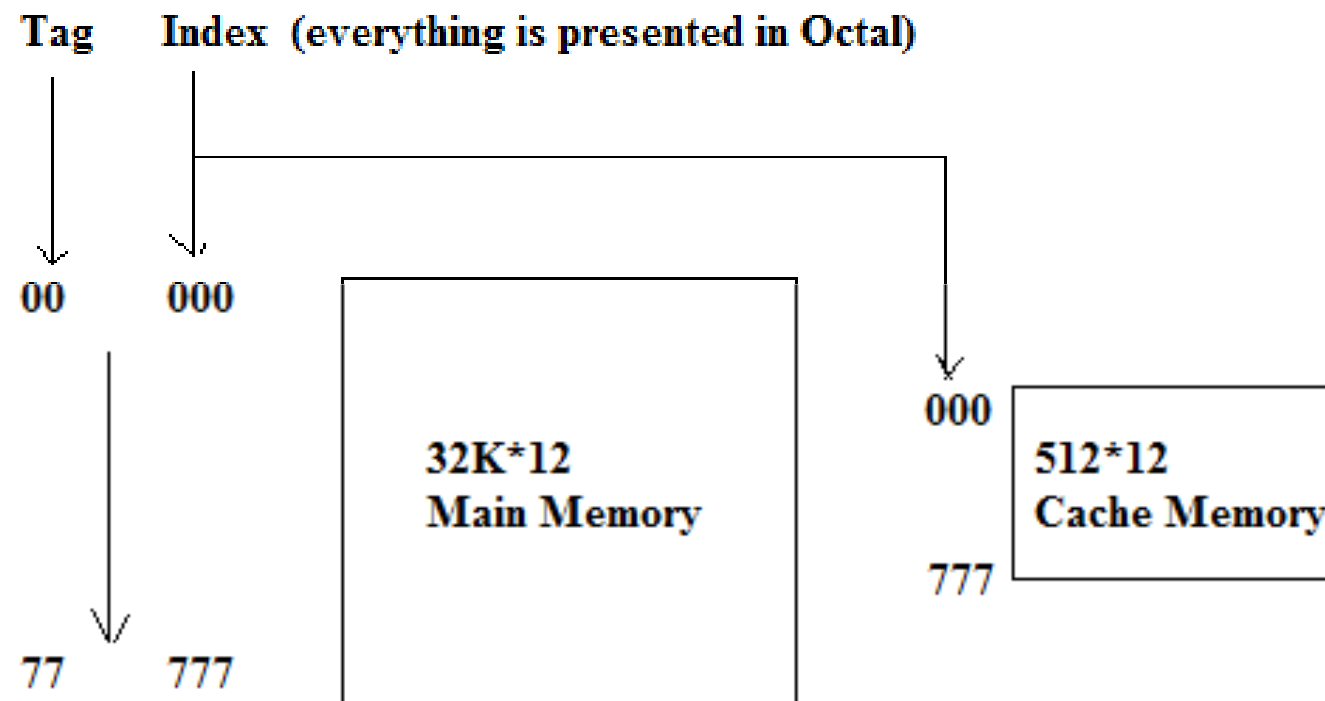 Tag Index (everything is presented in Octal)
00 000
000
32K*12
Main Memory
512*12
Cache Memory
777
77 777